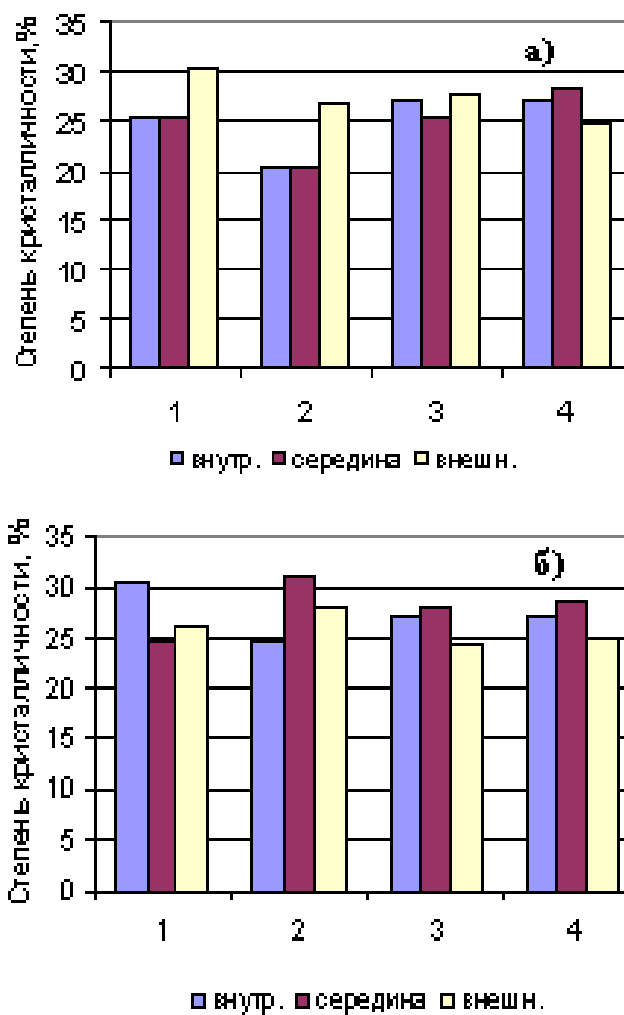 Степень кристалличности,%
35
30
25
20
15
10
5
0
а)
1 2 3 4
внутр. середина внешн.
Степень кристалличности, %
35
30
25
20
15
10
5
0
б)
1 2 3 4
внутр. середина внешн.